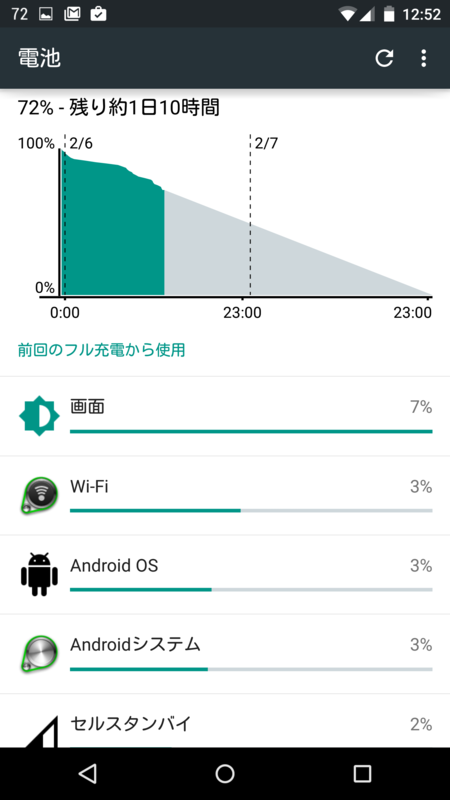 72 12:52
電池
72% - 残り約1日10時間
100% 2/6 2/7
0%
0:00 23:00 23:00
前回のフル充電から使用
画面 7%
Wi-Fi 3%
Android OS 3%
Androidシステム 3%
セルスタンバイ 2%